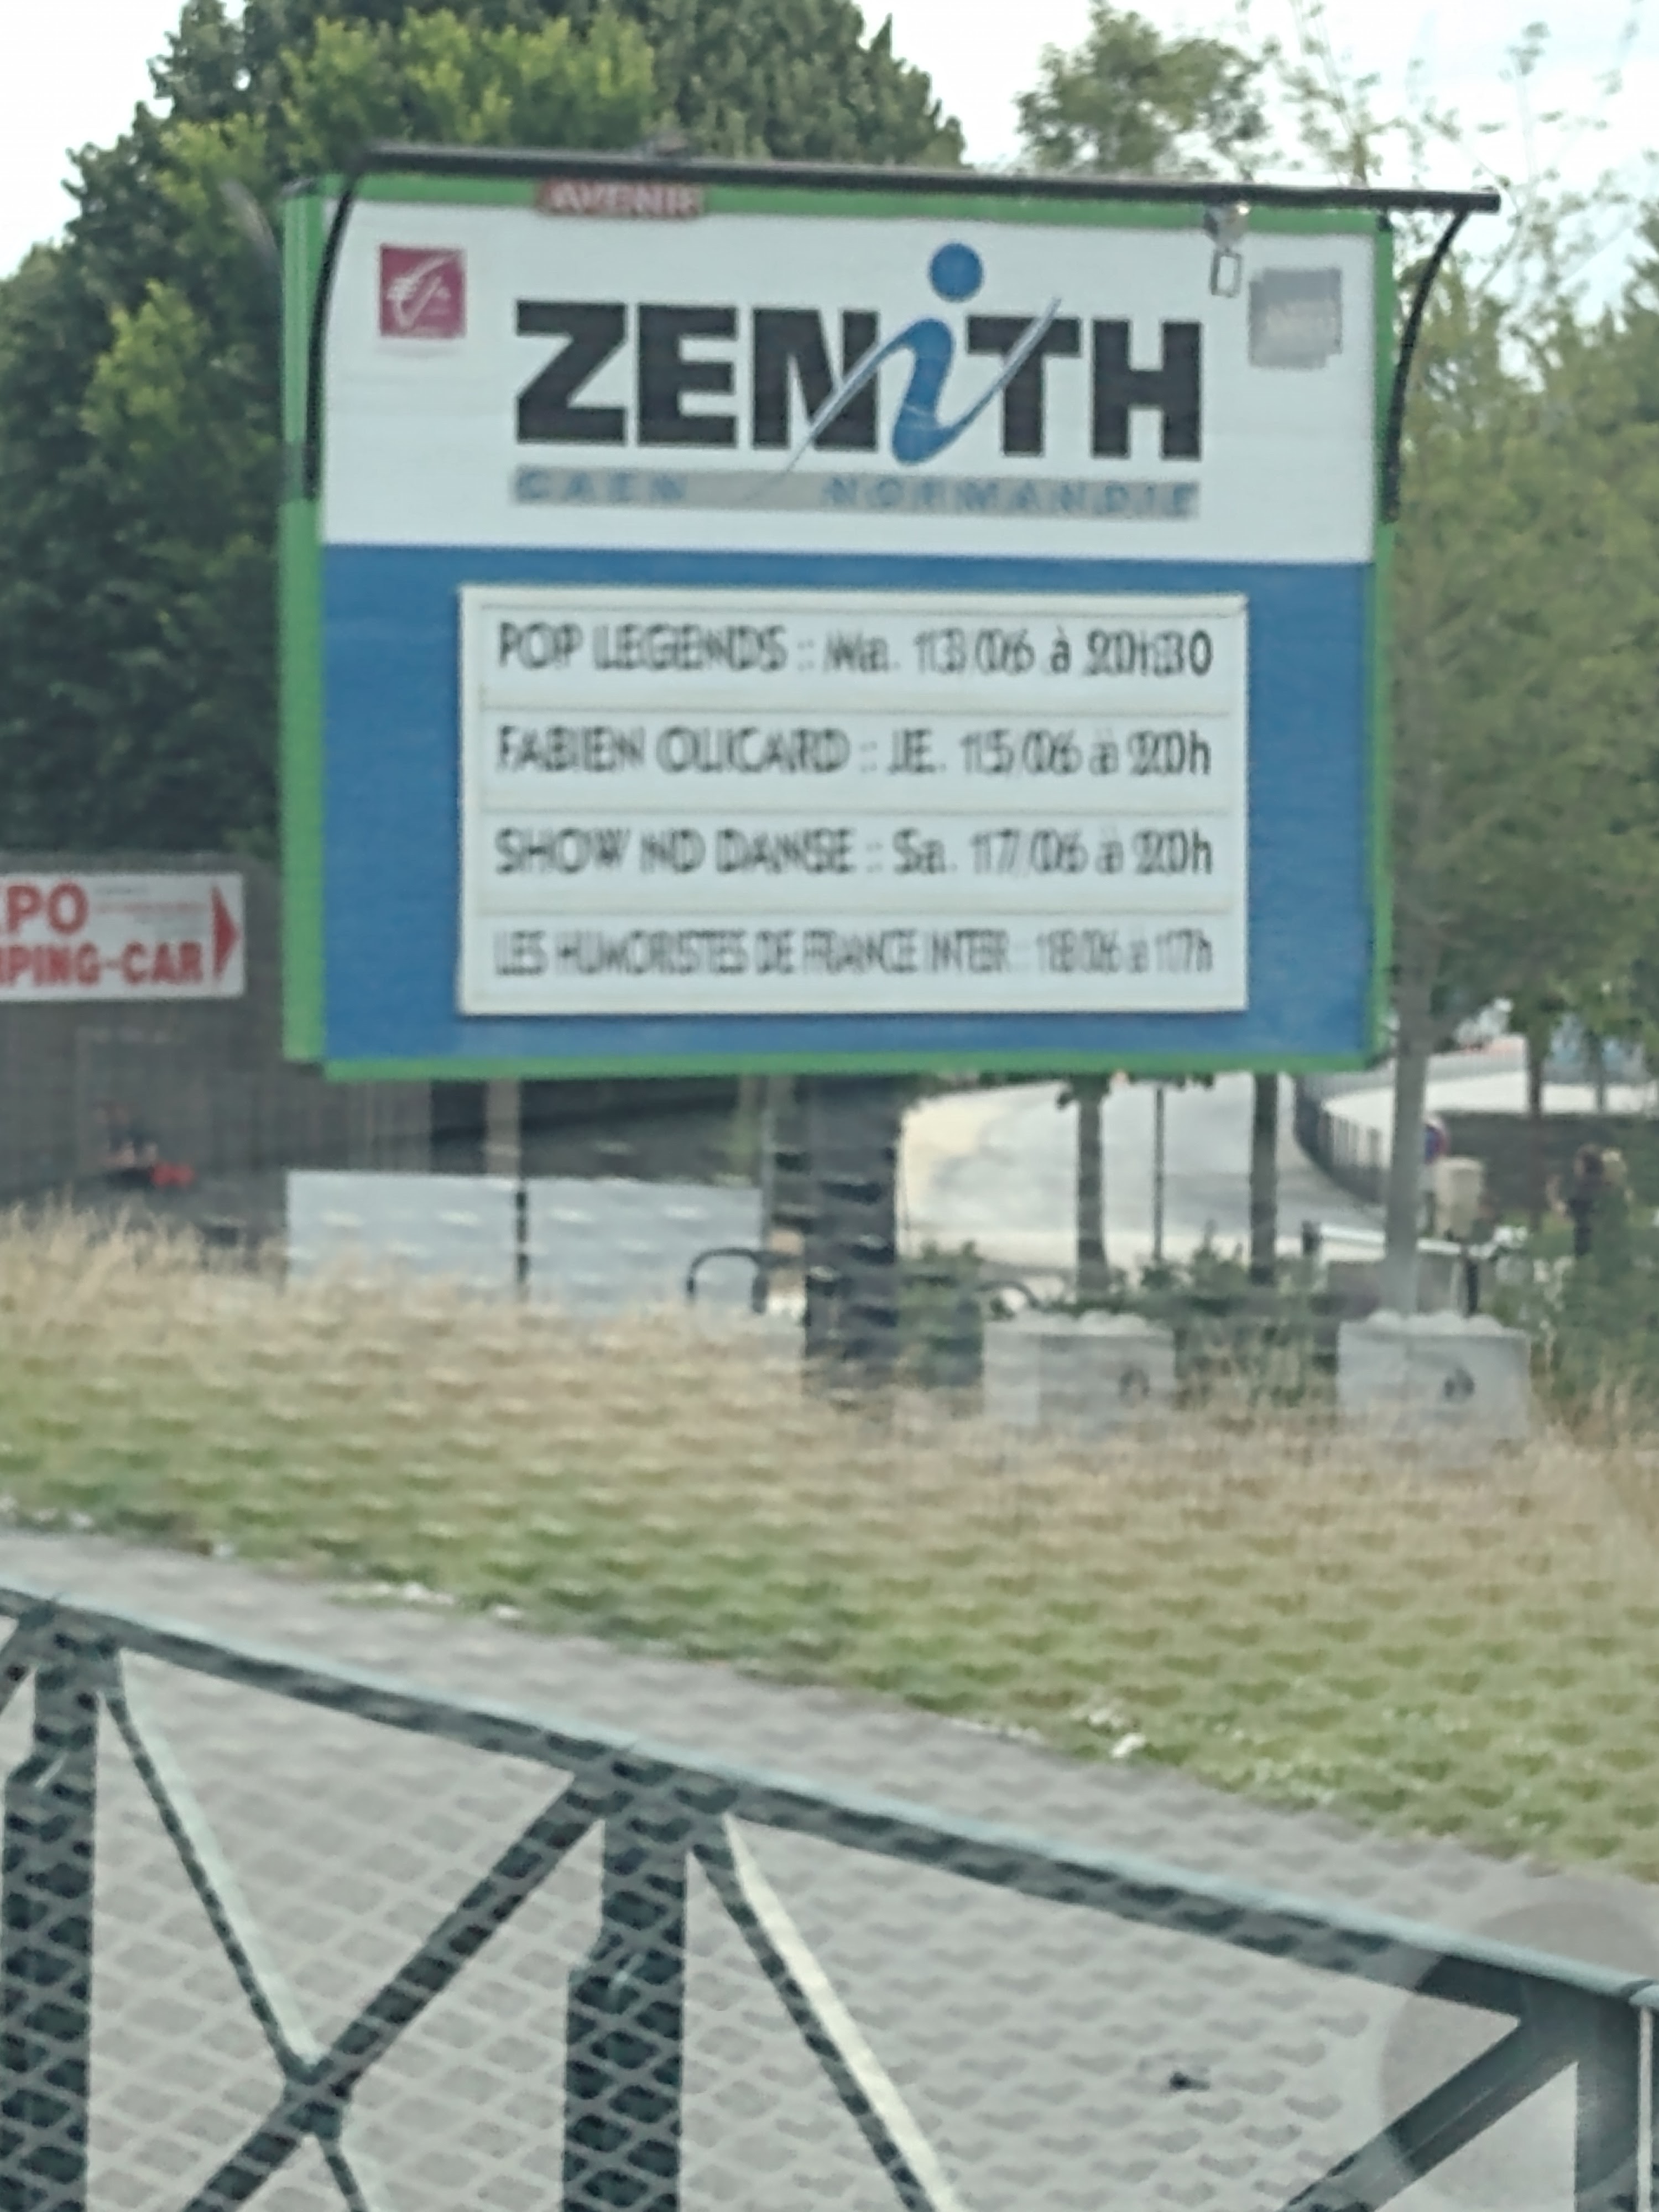 AVENIR
ZENiTH
CAEN NORMANDIE
POP LEGENDS : Ma. 13/06 à 20h30
FABIEN OLICARD : JE. 15/06 à 20h
SHOW ND DANSE : Sa. 17/06 à 20h
LES HUMORISTES DE FRANCE INTER : 18/06 à 17h
XPO
PING-CAR